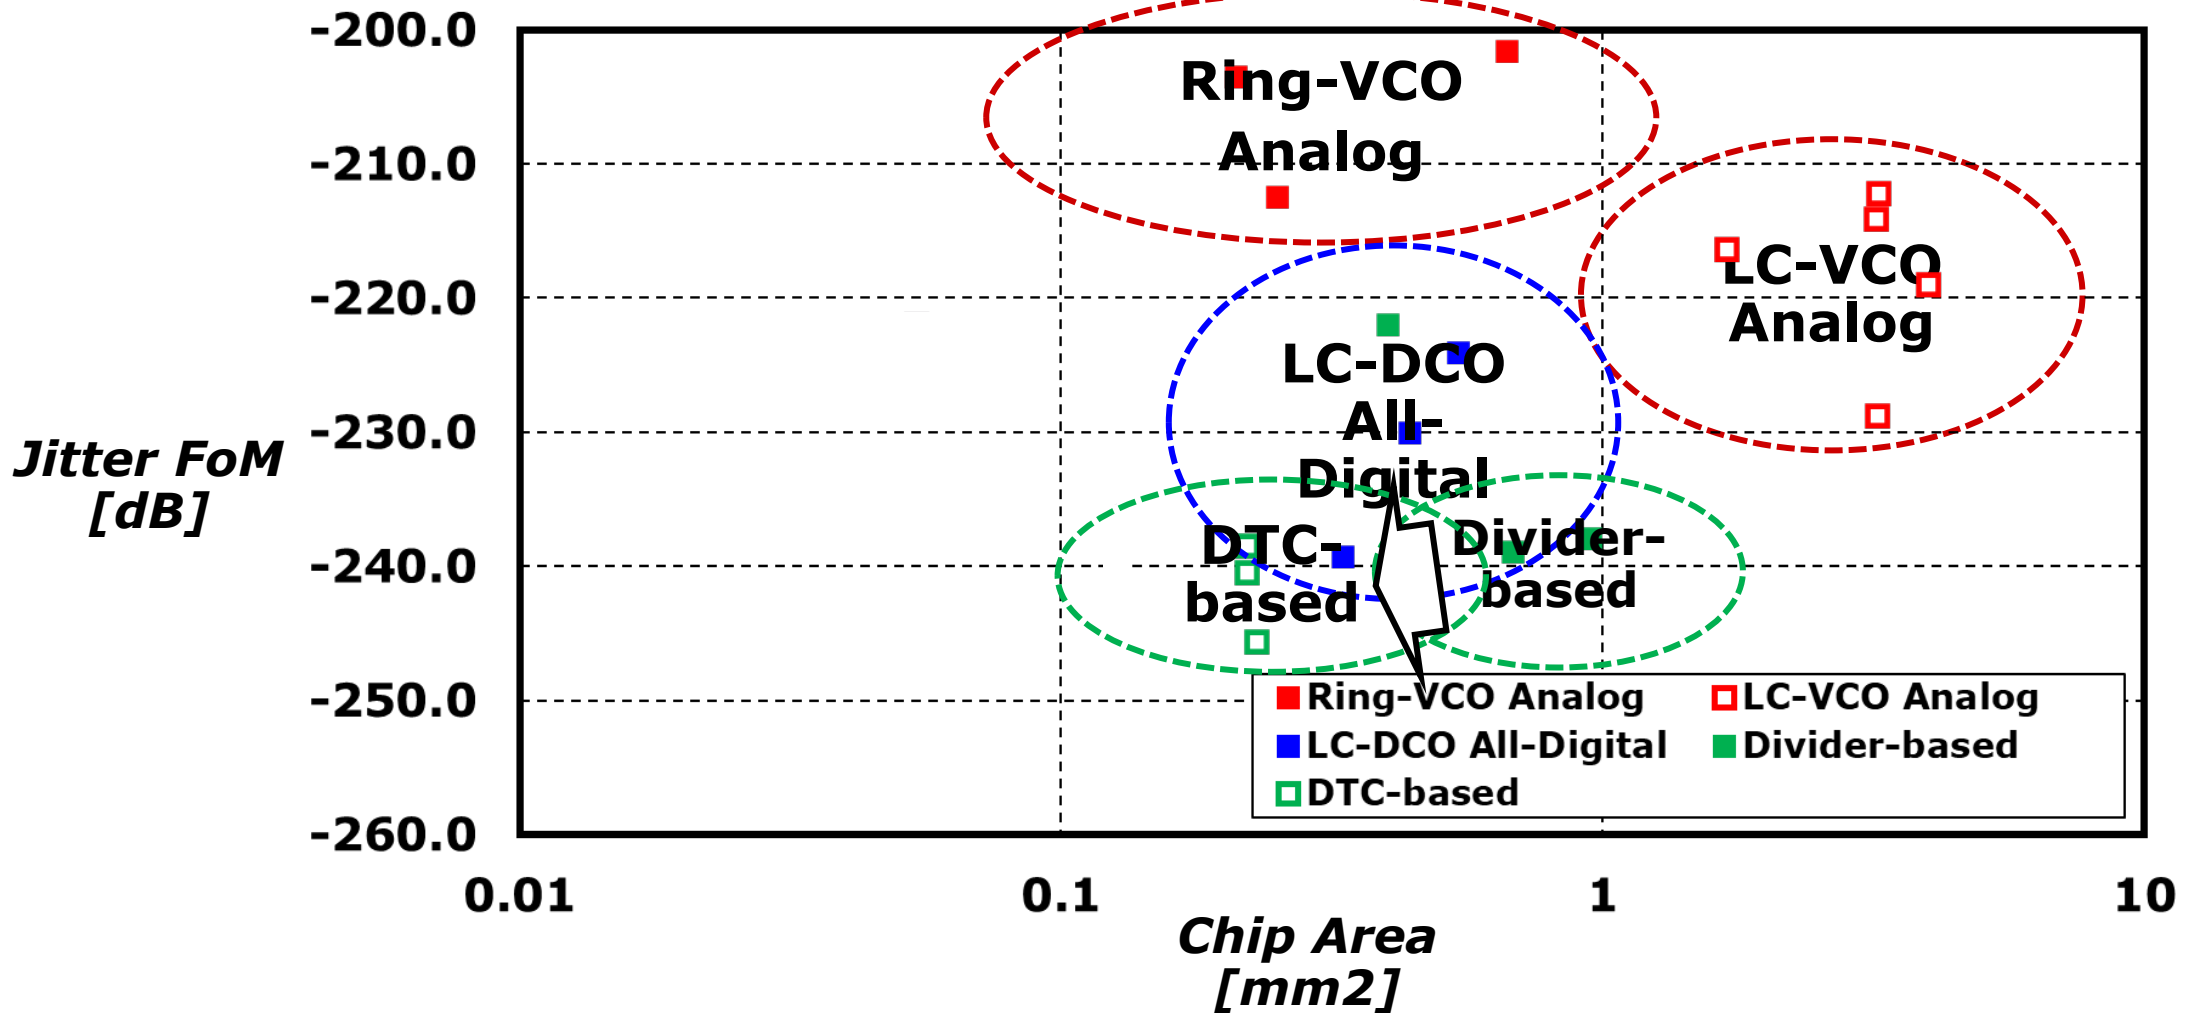 -200.0
-210.0
-220.0
-230.0
-240.0
-250.0
-260.0
Jitter FoM
[dB]
Ring-VCO
Analog
LC-VCO
Analog
LC-DCO
All-
Digital
DTC-
based
Divider-
based
Ring-VCO Analog
LC-VCO Analog
LC-DCO All-Digital
Divider-based
DTC-based
0.01
0.1
1
10
Chip Area
[mm2]